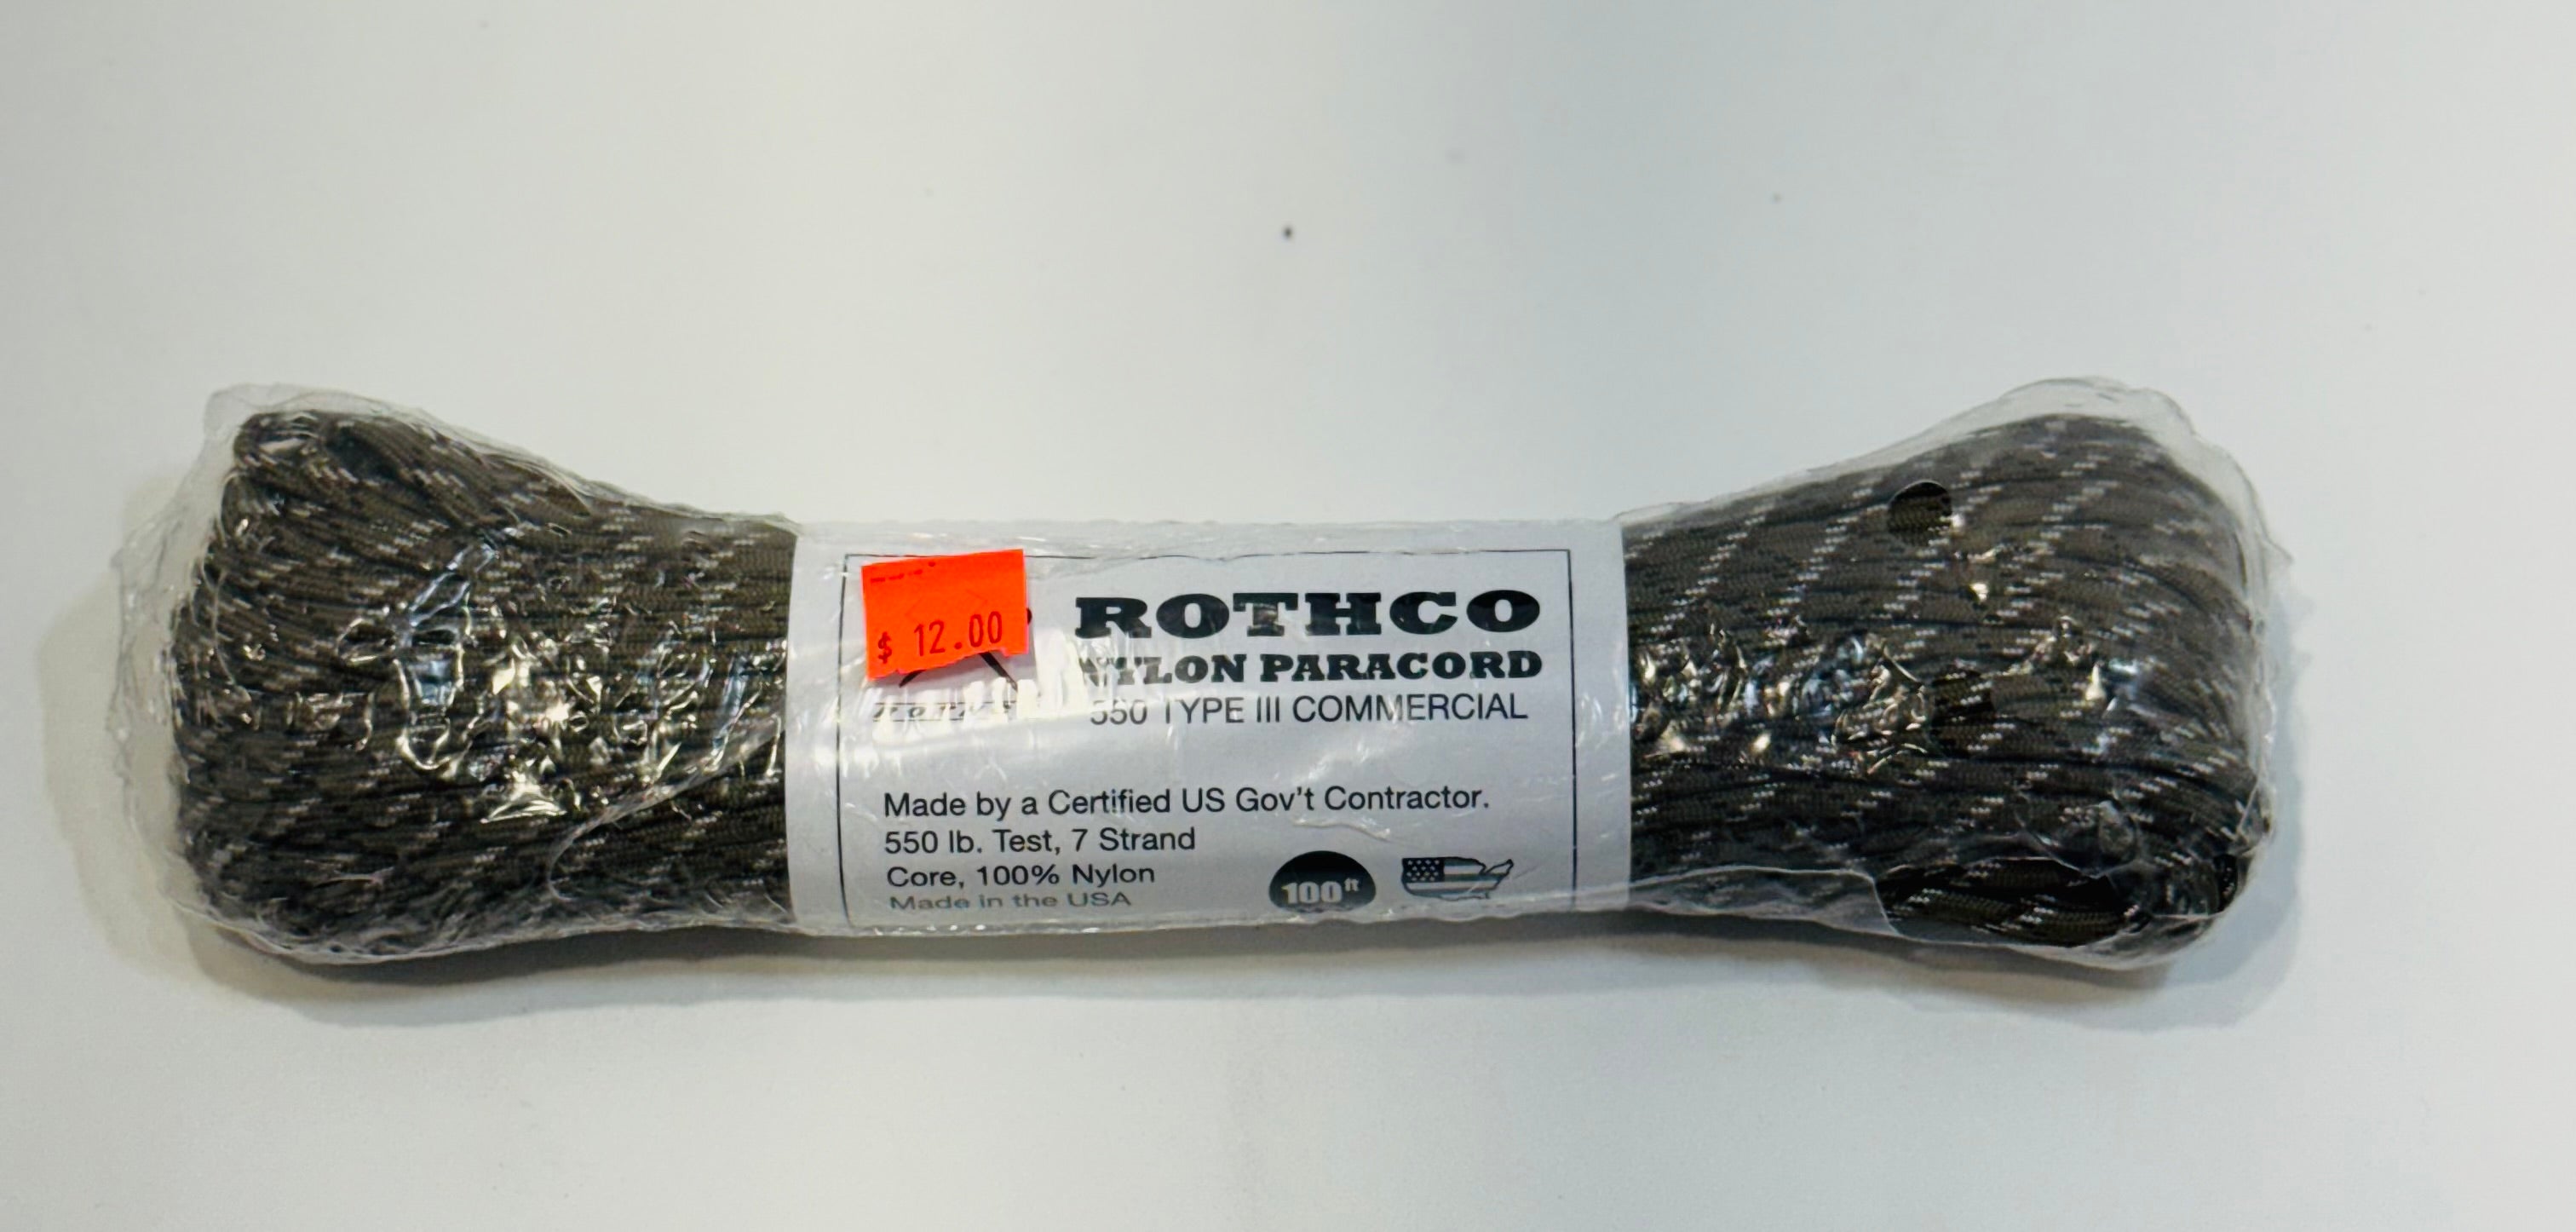 $ 12.00
ROTHCO
NYLON PARACORD
550 TYPE III COMMERCIAL
Made by a Certified US Gov't Contractor.
550 lb. Test, 7 Strand
Core, 100% Nylon
Made in the USA
100ft